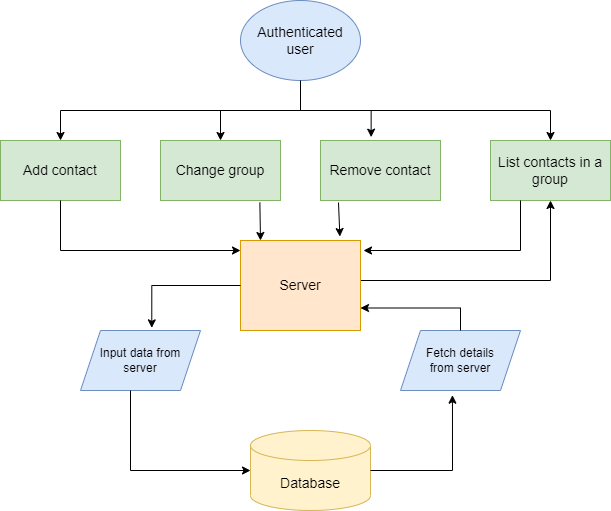 Authenticated
user
Add contact
Change group
Remove contact
List contacts in a
group
Server
Input data from
server
Fetch details
from server
Database